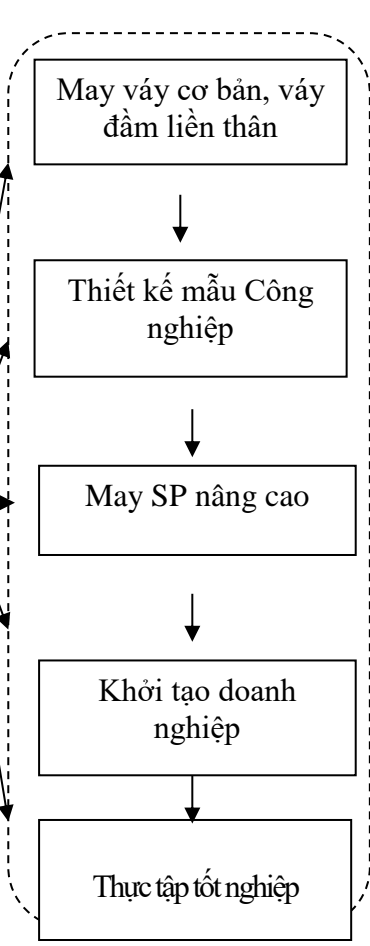 May váy cơ bản, váy
đầm liền thân
Thiết kế mẫu Công
nghiệp
May SP nâng cao
Khởi tạo doanh
nghiệp
Thực tập tốt nghiệp